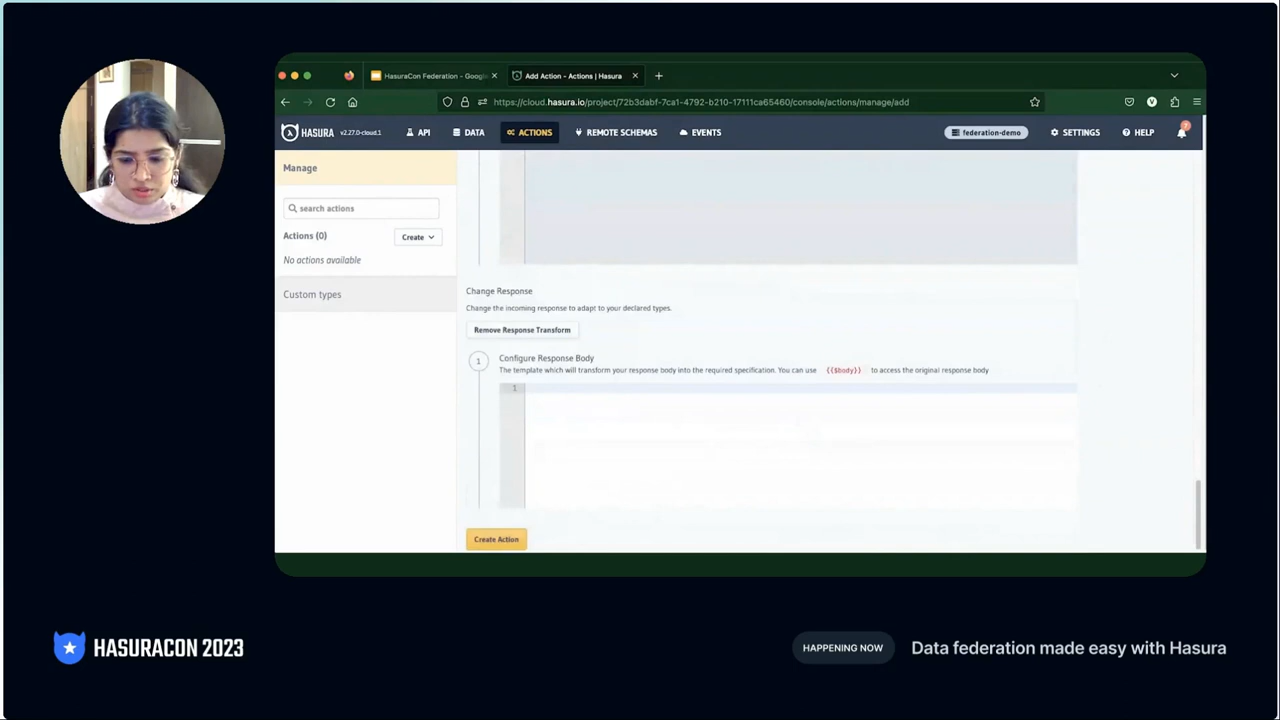 HasuraCon Federation – Google
Add Action - Actions | Hasura
https://cloud.hasura.io/project/72b3dabf-7ca1-4792-b210-17111ca65460/console/actions/manage/add
HASURA v2.27.0-cloud.1 API DATA ACTIONS REMOTE SCHEMAS EVENTS federation-demo SETTINGS HELP 7
Manage
search actions
Actions (0) Create
No actions available
Custom types
Change Response
Change the incoming response to adapt to your declared types.
Remove Response Transform
1 Configure Response Body
The template which will transform your response body into the required specification. You can use {{$body}} to access the original response body
1
Create Action
HASURACON 2023
HAPPENING NOW Data federation made easy with Hasura